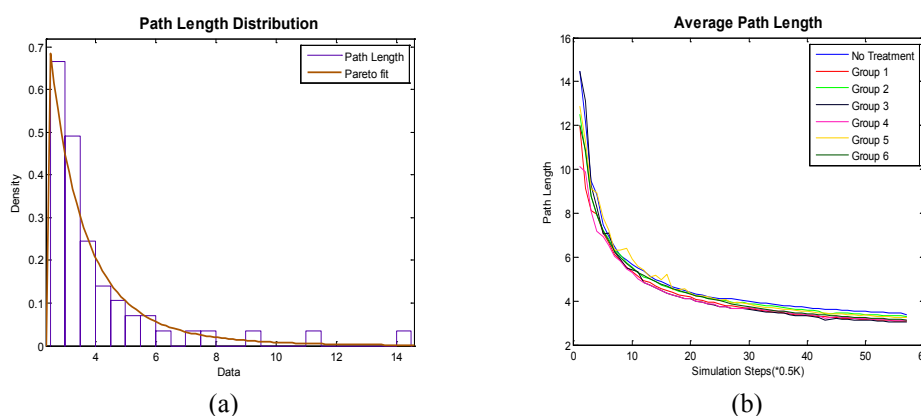 Path Length Distribution
0.7
0.6
0.5
0.4
0.3
0.2
0.1
0
Density
Path Length
Pareto fit
4
6
8
10
12
14
Data
(a)
Average Path Length
16
14
12
10
8
6
4
2
Path Length
No Treatment
Group 1
Group 2
Group 3
Group 4
Group 5
Group 6
0
10
20
30
40
50
Simulation Steps(*0.5K)
(b)